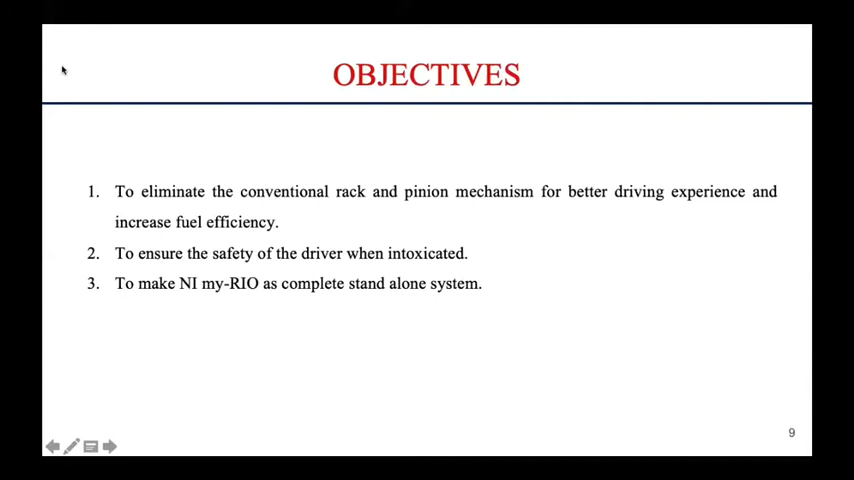 OBJECTIVES
1. To eliminate the conventional rack and pinion mechanism for better driving experience and
increase fuel efficiency.
2. To ensure the safety of the driver when intoxicated.
3. To make NI my-RIO as complete stand alone system.
9